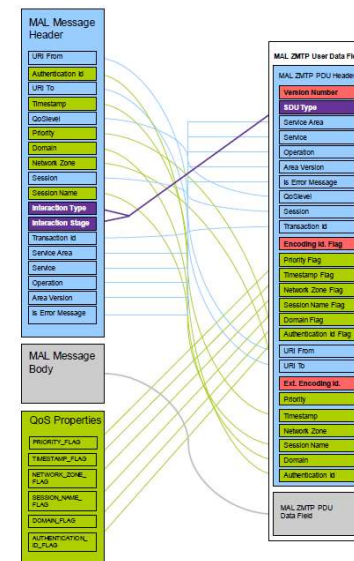 MAL Message
Header
URI From
Authentication Id
URI To
Timestamp
QoSlevel
Priority
Domain
Network Zone
Session
Session Name
Interaction Type
Interaction Stage
Transaction Id
Service Area
Service
Operation
Area Version
Is Error Message
MAL Message
Body
QoS Properties
PRIORITY_FLAG
TIMESTAMP_FLAG
NETWORK_ZONE_
FLAG
SESSION_NAME_
FLAG
DOMAIN_FLAG
AUTHENTICATION_
ID_FLAG
MAL ZMTP User Data Fie
MAL ZMTP PDU Header
Version Number
SDU Type
Service Area
Service
Operation
Area Version
Is Error Message
QoSlevel
Session
Transaction Id
Encoding Id. Flag
Priority Flag
Timestamp Flag
Network Zone Flag
Session Name Flag
Domain Flag
Authentication Id Flag
URI From
URI To
Ext. Encoding Id.
Priority
Timestamp
Network Zone
Session Name
Domain
Authentication Id
MAL ZMTP PDU
Data Field